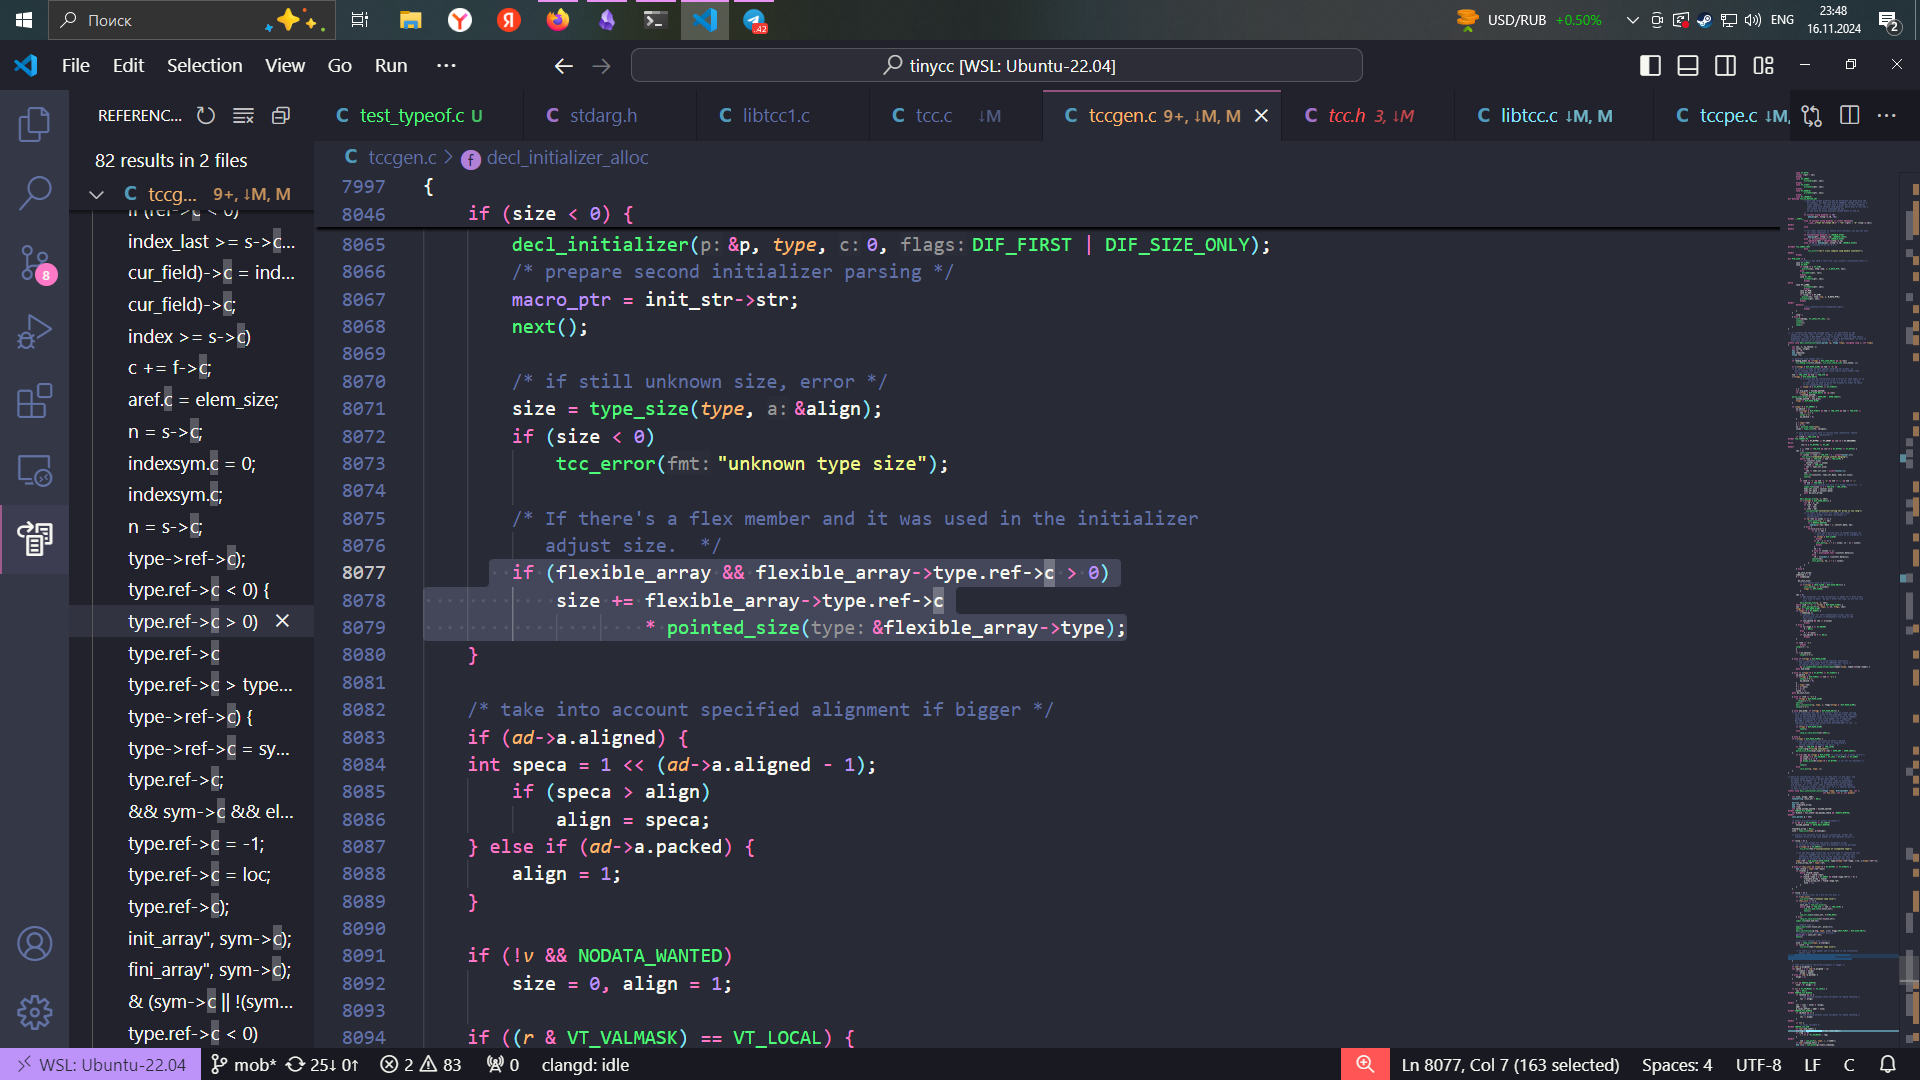 Поиск
42
USD/RUB +0.50%
ENG
23:48
16.11.2024
2
File Edit Selection View Go Run ···
tinycc [WSL: Ubuntu-22.04]
REFERENC...
C test_typeof.c U
C stdarg.h
C libtcc1.c
C tcc.c ↓M
C tccgen.c 9+, ↓M, M
C tcc.h 3, ↓M
C libtcc.c ↓M, M
C tccpe.c ↓M,
82 results in 2 files
C tccg... 9+, ↓M, M
if (ref->c < 0)
index_last >= s->c...
cur_field)->c = ind...
cur_field)->c;
index >= s->c)
c += f->c;
aref.c = elem_size;
n = s->c;
indexsym.c = 0;
indexsym.c;
n = s->c;
type->ref->c);
type.ref->c < 0) {
type.ref->c > 0)
type.ref->c
type.ref->c > type...
type->ref->c) {
type->ref->c = sy...
type.ref->c;
&& sym->c && el...
type.ref->c = -1;
type.ref->c = loc;
type.ref->c);
init_array", sym->c);
fini_array", sym->c);
& (sym->c || !(sym...
type.ref->c < 0)
8
C tccgen.c > f decl_initializer_alloc
7997 {
8046 if (size < 0) {
8065 decl_initializer(p: &p, type, c: 0, flags: DIF_FIRST | DIF_SIZE_ONLY);
8066 /* prepare second initializer parsing */
8067 macro_ptr = init_str->str;
8068 next();
8069
8070 /* if still unknown size, error */
8071 size = type_size(type, a: &align);
8072 if (size < 0)
8073 tcc_error(fmt: "unknown type size");
8074
8075 /* If there's a flex member and it was used in the initializer
8076 adjust size.  */
8077 if (flexible_array && flexible_array->type.ref->c > 0)
8078 size += flexible_array->type.ref->c
8079 * pointed_size(type: &flexible_array->type);
8080 }
8081
8082 /* take into account specified alignment if bigger */
8083 if (ad->a.aligned) {
8084 int speca = 1 << (ad->a.aligned - 1);
8085 if (speca > align)
8086 align = speca;
8087 } else if (ad->a.packed) {
8088 align = 1;
8089 }
8090
8091 if (!v && NODATA_WANTED)
8092 size = 0, align = 1;
8093
8094 if ((r & VT_VALMASK) == VT_LOCAL) {
WSL: Ubuntu-22.04 mob* 25↓ 0↑ 2 83 0 clangd: idle
Ln 8077, Col 7 (163 selected) Spaces: 4 UTF-8 LF C